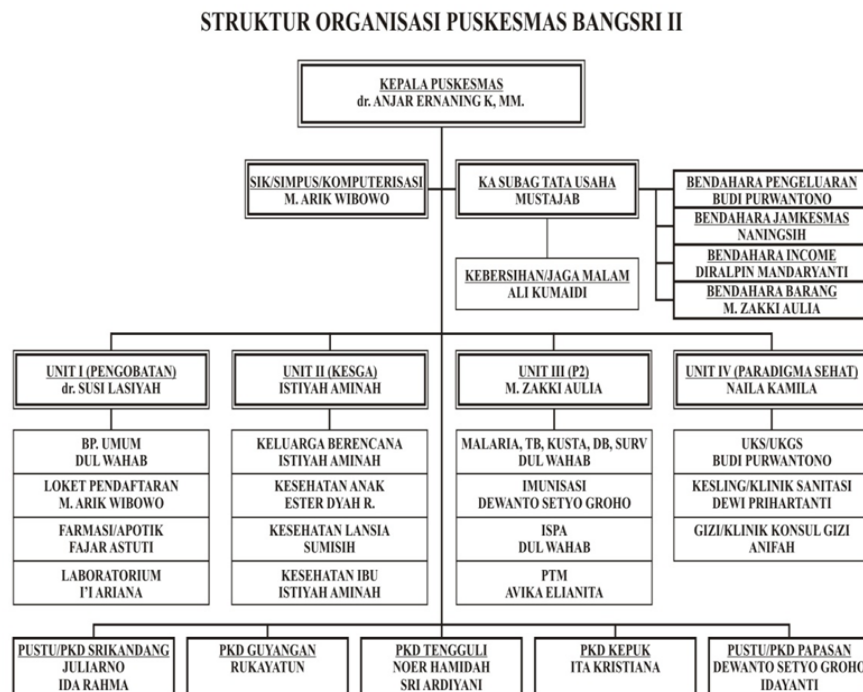 STRUKTUR ORGANISASI PUSKESMAS BANGSRI II
KEPALA PUSKESMAS
dr. ANJAR ERNANING K, MM.
SIK/SIMPUS/KOMPUTERISASI
M. ARIK WIBOWO
KA SUBAG TATA USAHA
MUSTAJAB
BENDAHARA PENGELUARAN
BUDI PURWANTONO
BENDAHARA JAMKESMAS
NANINGSIH
BENDAHARA INCOME
DIRALPIN MANDARYANTI
BENDAHARA BARANG
M. ZAKKI AULIA
KEBERSIHAN/JAGA MALAM
ALI KUMAIDI
UNIT I (PENGOBATAN)
dr. SUSI LASIYAH
BP. UMUM
DUL WAHAB
LOKET PENDAFTARAN
M. ARIK WIBOWO
FARMASI/APOTIK
FAJAR ASTUTI
LABORATORIUM
I'I ARIANA
UNIT II (KESGA)
ISTIYAH AMINAH
KELUARGA BERENCANA
ISTIYAH AMINAH
KESEHATAN ANAK
ESTER DYAH R.
KESEHATAN LANSIA
SUMISIH
KESEHATAN IBU
ISTIYAH AMINAH
UNIT III (P2)
M. ZAKKI AULIA
MALARIA, TB, KUSTA, DB, SURV
DUL WAHAB
IMUNISASI
DEWANTO SETYO GROHO
ISPA
DUL WAHAB
PTM
AVIKA ELIANITA
UNIT IV (PARADIGMA SEHAT)
NAILA KAMILA
UKS/UKGS
BUDI PURWANTONO
KESLING/KLINIK SANITASI
DEWI PRIHARTANTI
GIZI/KLINIK KONSUL GIZI
ANIFAH
PUSTU/PKD SRIKANDANG
JULIARNO
IDA RAHMA
PKD GUYANGAN
RUKAYATUN
PKD TENGGULI
NOER HAMIDAH
SRI ARDIYANI
PKD KEPUK
ITA KRISTIANA
PUSTU/PKD PAPASAN
DEWANTO SETYO GROHO
IDAYANTI